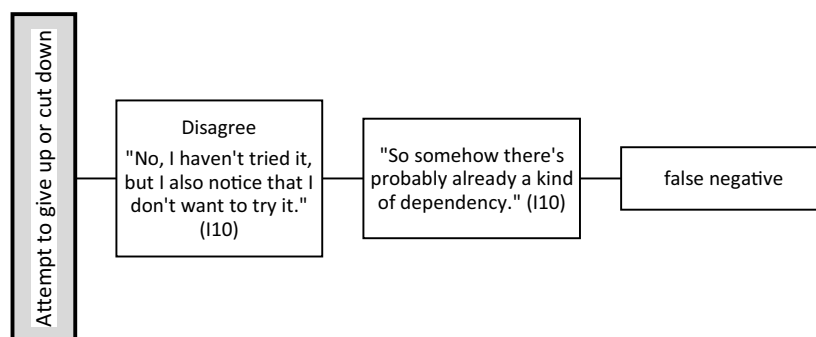 Attempt to give up or cut down
Disagree
"No, I haven't tried it,
but I also notice that I
don't want to try it."
(I10)
"So somehow there's
probably already a kind
of dependency." (I10)
false negative